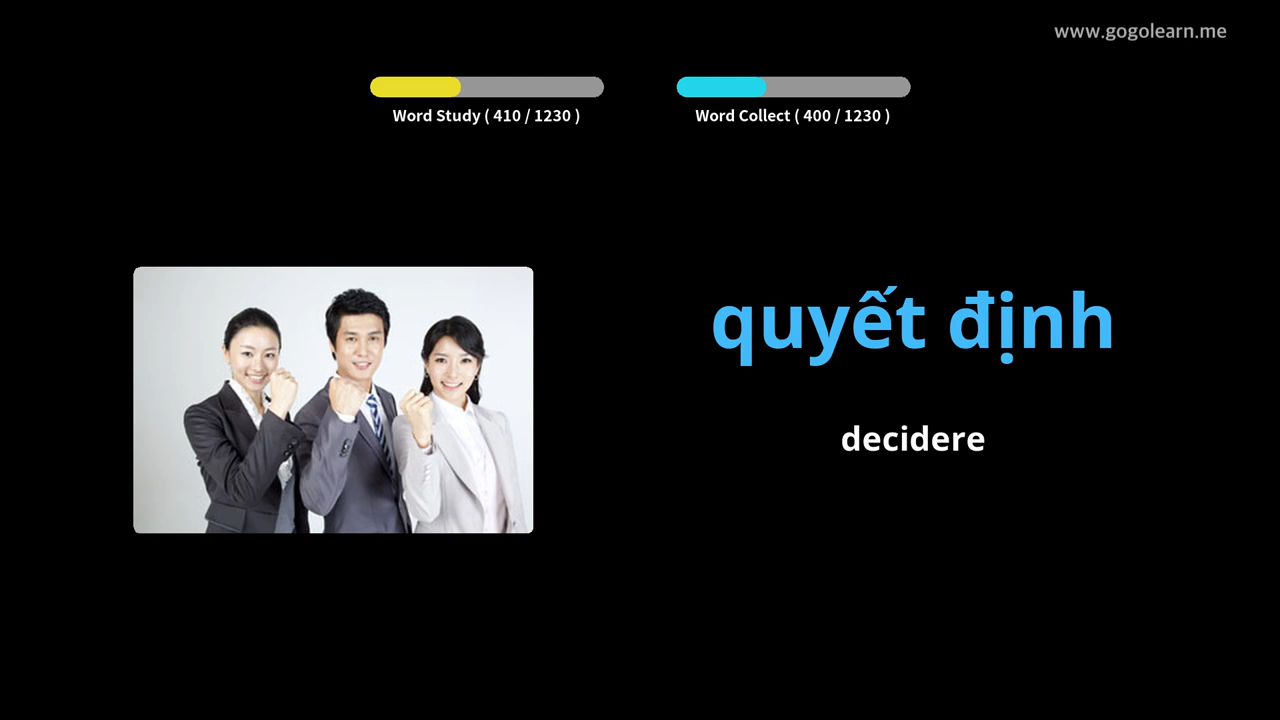 www.gogolearn.me
Word Study ( 410 / 1230 )
Word Collect ( 400 / 1230 )
quyết định
decidere